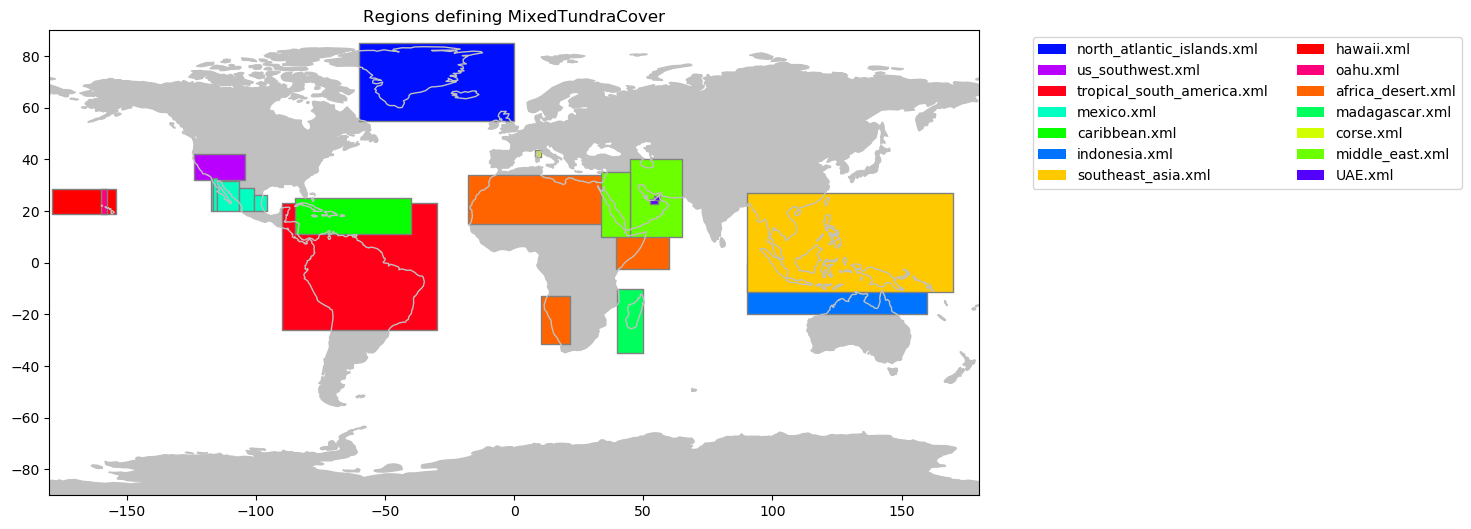 Regions defining MixedTundraCover
80
60
40
20
0
−20
−40
−60
−80
−150
−100
−50
0
50
100
150
north_atlantic_islands.xml
us_southwest.xml
tropical_south_america.xml
mexico.xml
caribbean.xml
indonesia.xml
southeast_asia.xml
hawaii.xml
oahu.xml
africa_desert.xml
madagascar.xml
corse.xml
middle_east.xml
UAE.xml